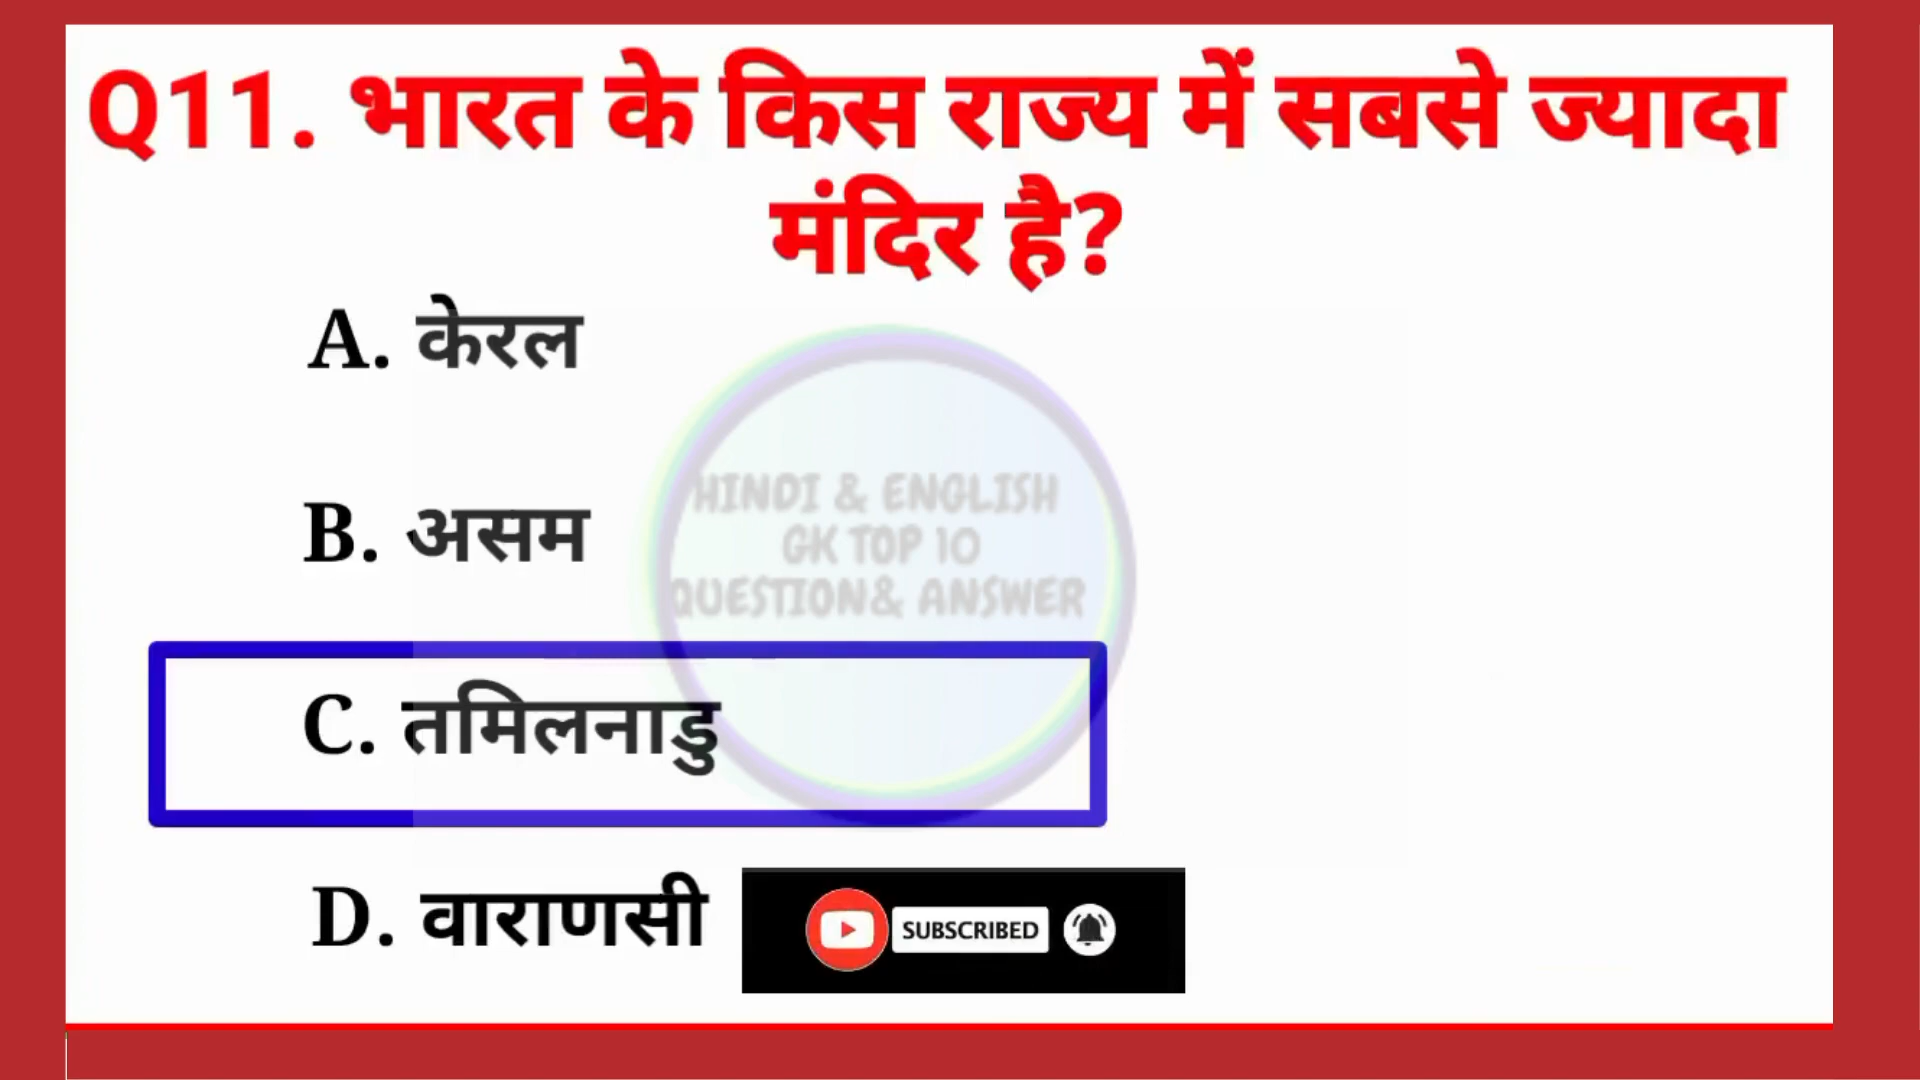 Q11. भारत के किस राज्य में सबसे ज्यादा
मंदिर है?
A. केरल
HINDI & ENGLISH
GK TOP 10
QUESTION& ANSWER
B. असम
C. तमिलनाडु
D. वाराणसी
SUBSCRIBED